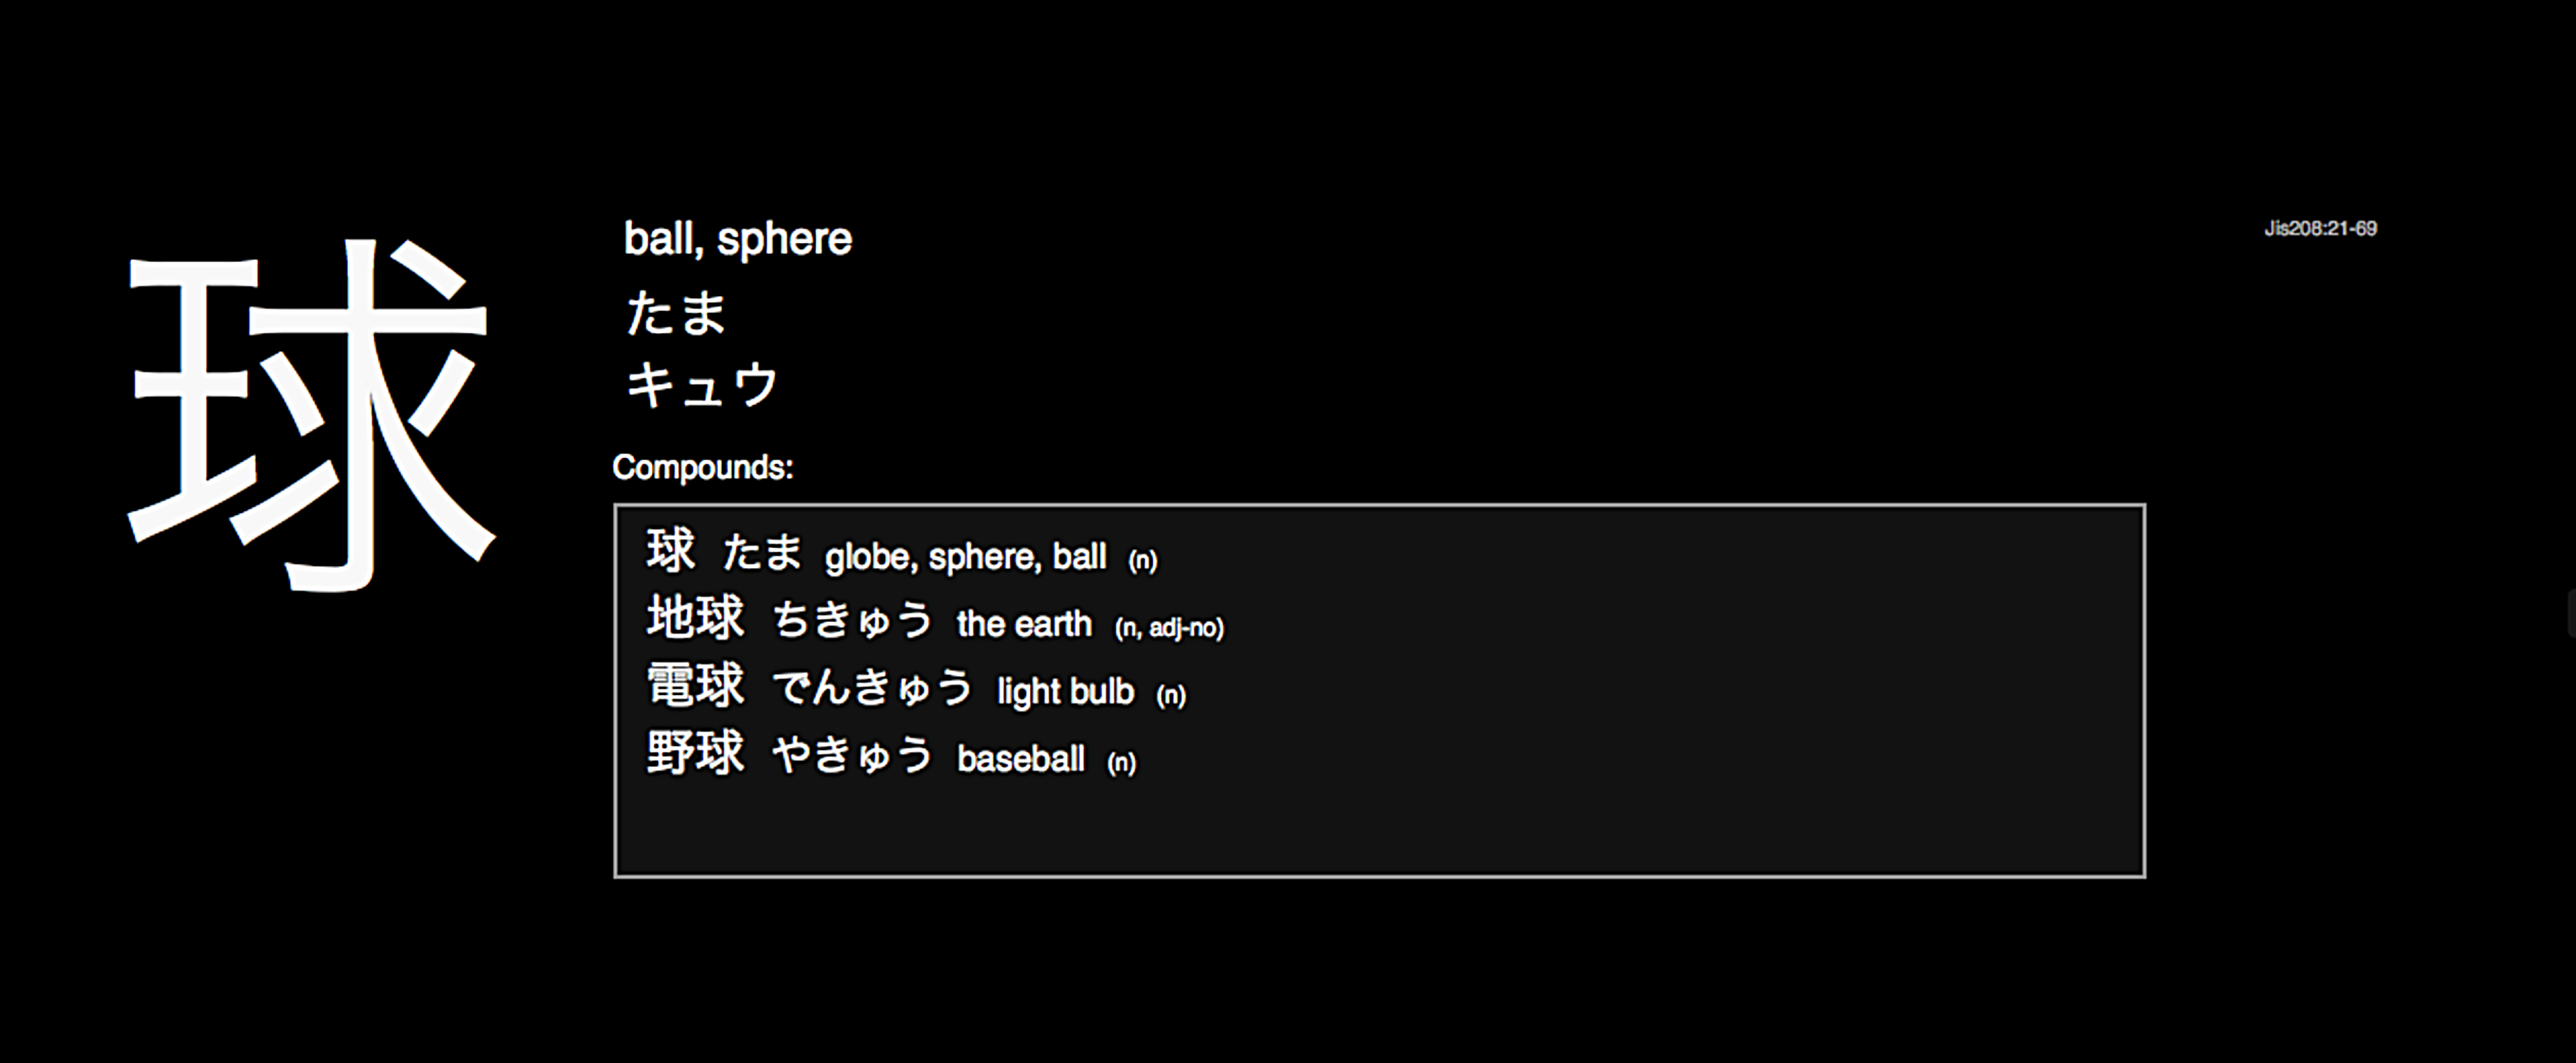 球
ball, sphere
Jis208:21-69
たま
キュウ
Compounds:
球 たま globe, sphere, ball (n)
地球 ちきゅう the earth (n, adj-no)
電球 でんきゅう light bulb (n)
野球 やきゅう baseball (n)